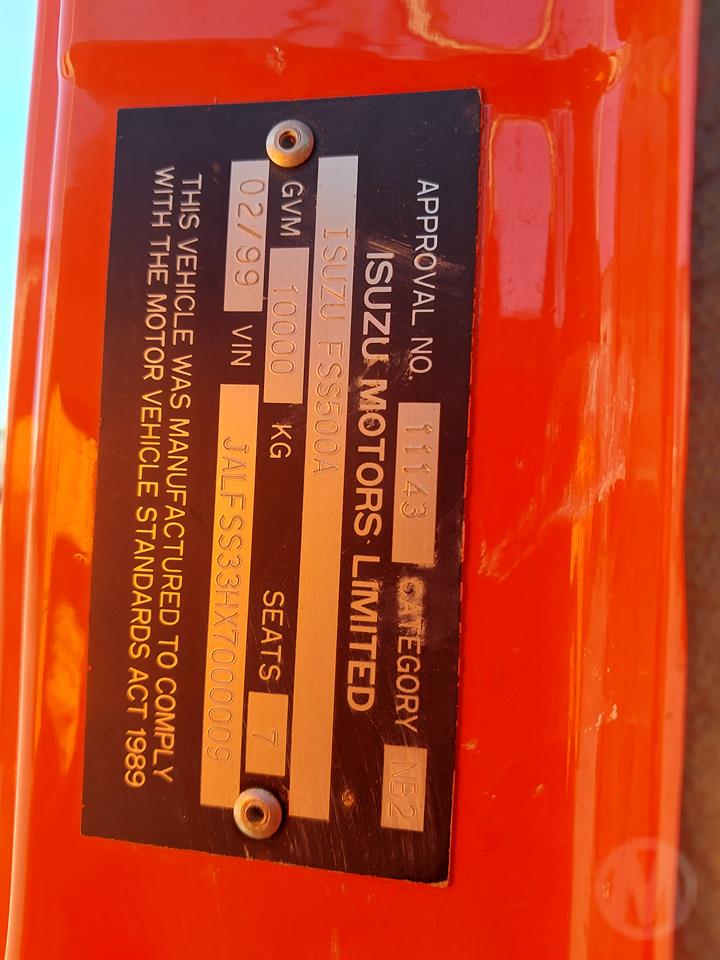 APPROVAL NO. 11143 CATEGORY NB2
ISUZU MOTORS LIMITED
ISUZU FSS500A
GVM 10000 KG SEATS 7
02/99 VIN JALFSS33HX7000009
THIS VEHICLE WAS MANUFACTURED TO COMPLY
WITH THE MOTOR VEHICLE STANDARDS ACT 1989
M